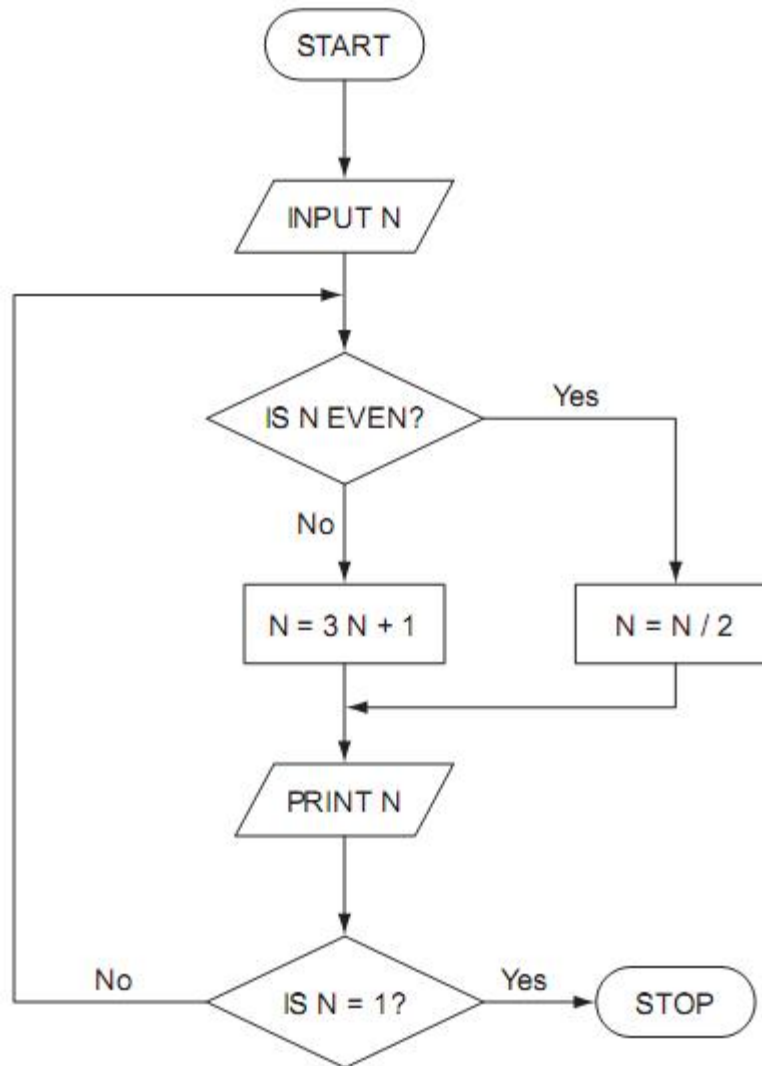 START
INPUT N
IS N EVEN?
Yes
No
N = 3 N + 1
N = N / 2
PRINT N
No
IS N = 1?
Yes
STOP